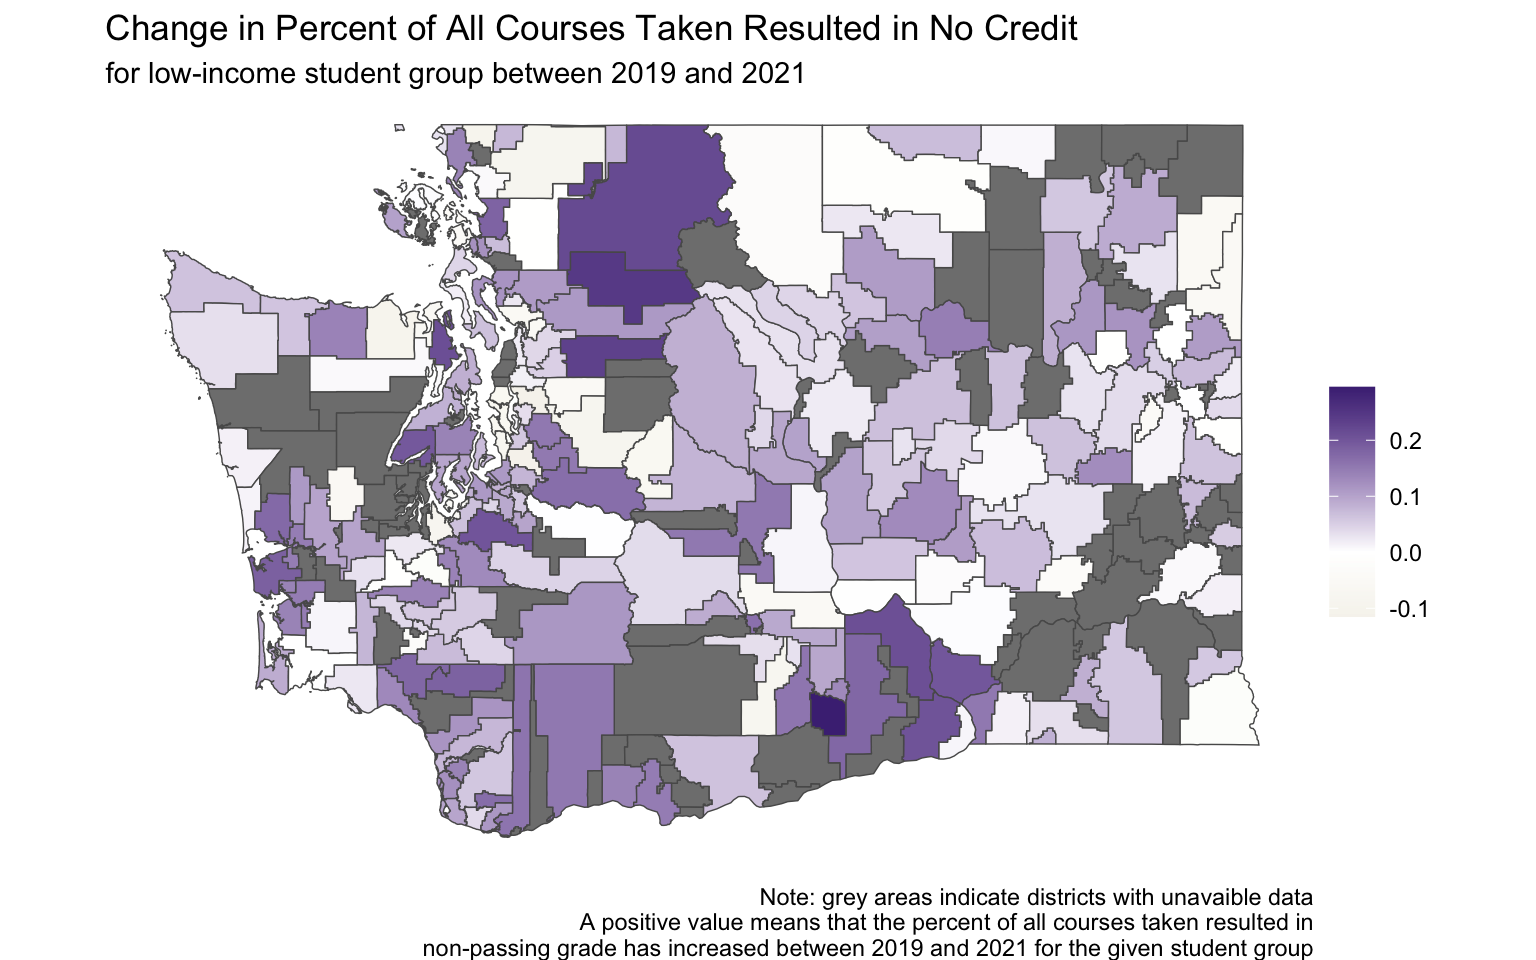 Change in Percent of All Courses Taken Resulted in No Credit
for low-income student group between 2019 and 2021
0.2
0.1
0.0
-0.1
Note: grey areas indicate districts with unavaible data
A positive value means that the percent of all courses taken resulted in
non-passing grade has increased between 2019 and 2021 for the given student group